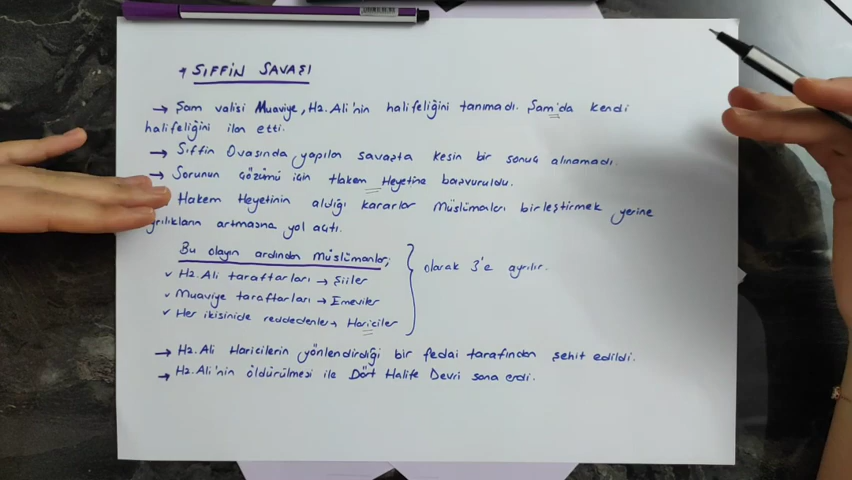 → SIFFİN SAVAŞI
→ Şam valisi Muaviye, Hz. Ali'nin halifeliğini tanımadı. Şam'da kendi
halifeliğini ilan etti.
→ Sıffin Ovasında yapılan savaşta kesin bir sonuç alınamadı.
→ Sorunun çözümü için Hakem Heyetine başvuruldu.
Hakem Heyetinin aldığı kararlar Müslümanları birleştirmek yerine
yrılıkların artmasına yol açtı.
Bu olayın ardından Müslümanlar;
✓ Hz. Ali taraftarları → Şiiler
✓ Muaviye taraftarları → Emeviler
✓ Her ikisinide reddedenler → Hariciler
olarak 3'e ayrılır.
→ Hz. Ali Haricilerin yönlendirdiği bir fedai tarafından şehit edildi.
→ Hz. Ali'nin öldürülmesi ile Dört Halife Devri sona erdi.